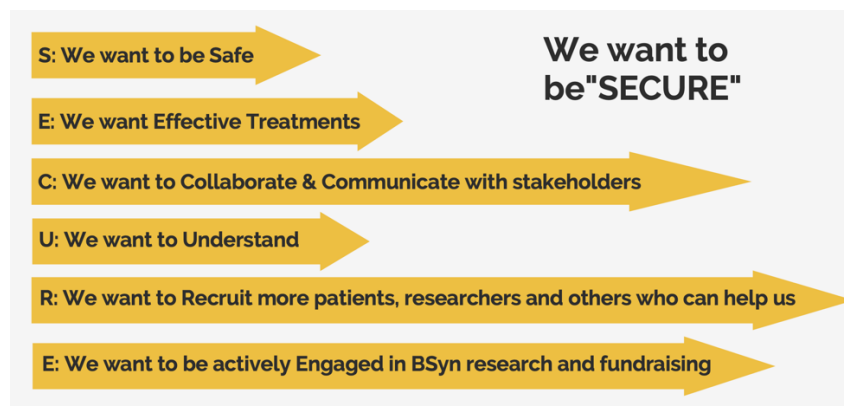 We want to
be"SECURE"
S: We want to be Safe
E: We want Effective Treatments
C: We want to Collaborate & Communicate with stakeholders
U: We want to Understand
R: We want to Recruit more patients, researchers and others who can help us
E: We want to be actively Engaged in BSyn research and fundraising